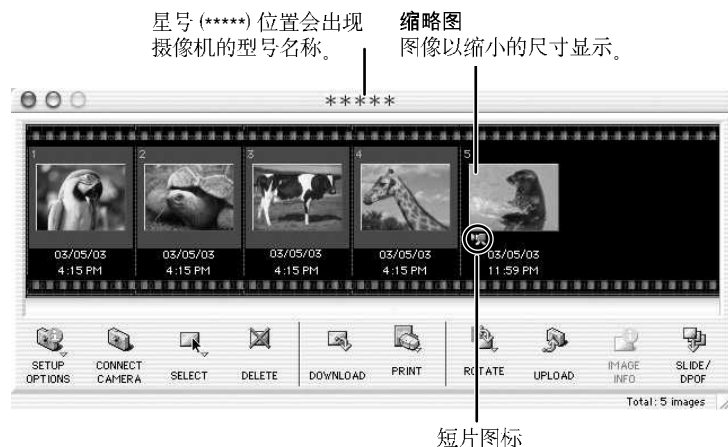 星号 (*****) 位置会出现
摄像机的型号名称。
缩略图
图像以缩小的尺寸显示。
*****
1 2 3 4 5
03/05/03 03/05/03 03/05/03 03/05/03 03/05/03
4:15 PM 4:15 PM 4:15 PM 4:15 PM 11:59 PM
SETUP OPTIONS
CONNECT CAMERA
SELECT
DELETE
DOWNLOAD
PRINT
ROTATE
UPLOAD
IMAGE INFO
SLIDE/ DPOF
Total: 5 images
短片图标